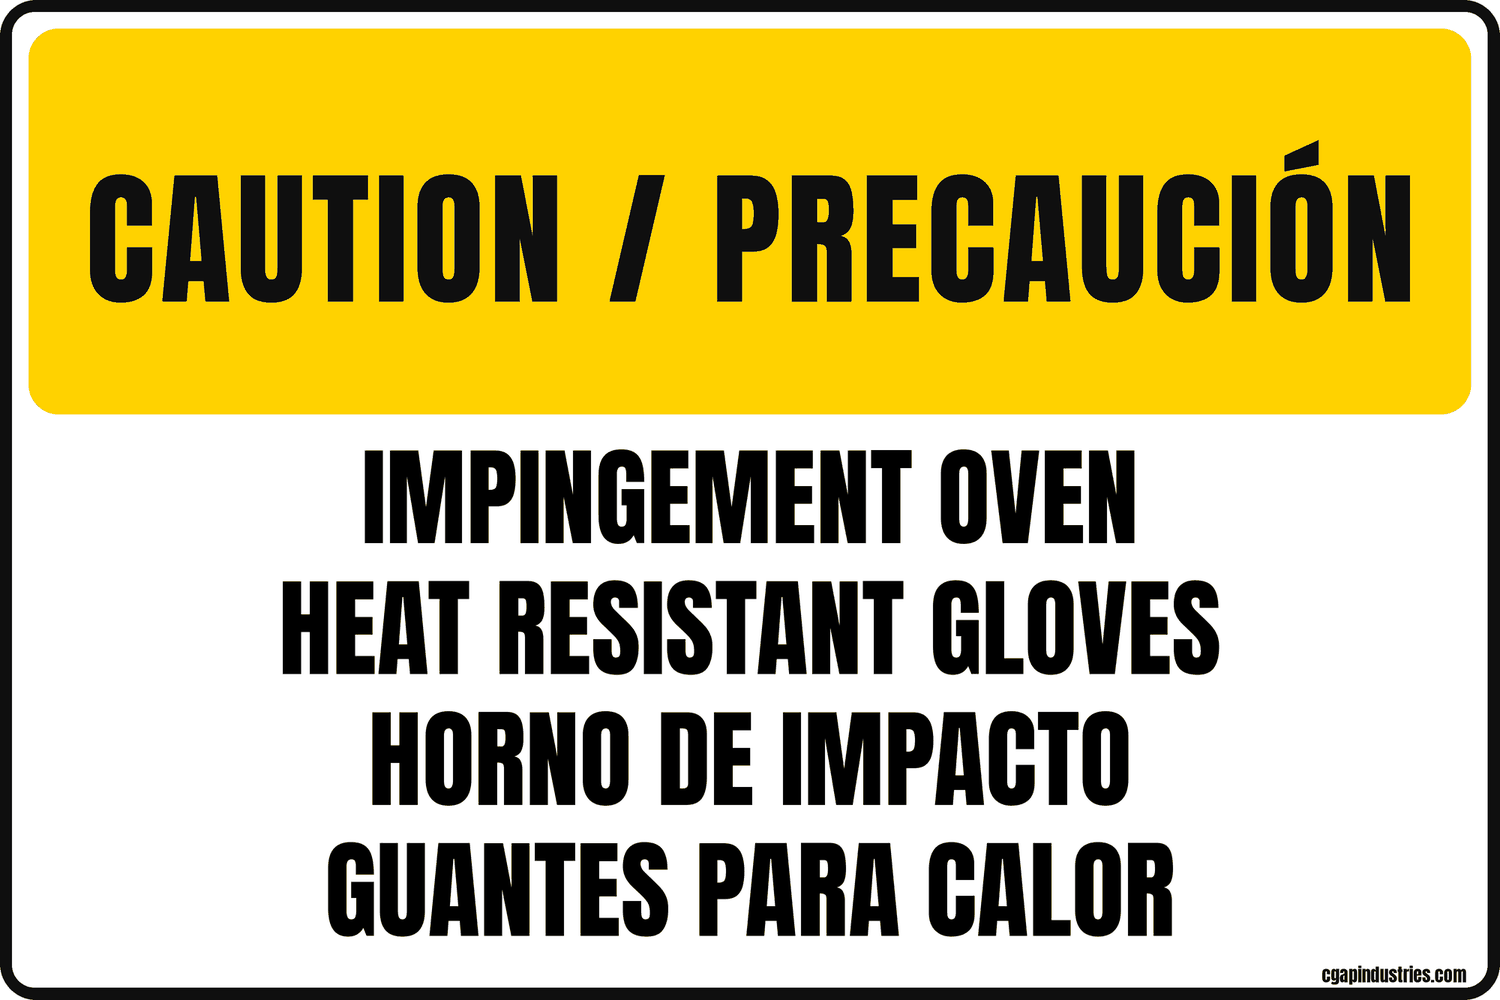 CAUTION / PRECAUCIÓN
IMPINGEMENT OVEN
HEAT RESISTANT GLOVES
HORNO DE IMPACTO
GUANTES PARA CALOR
cgapindustries.com